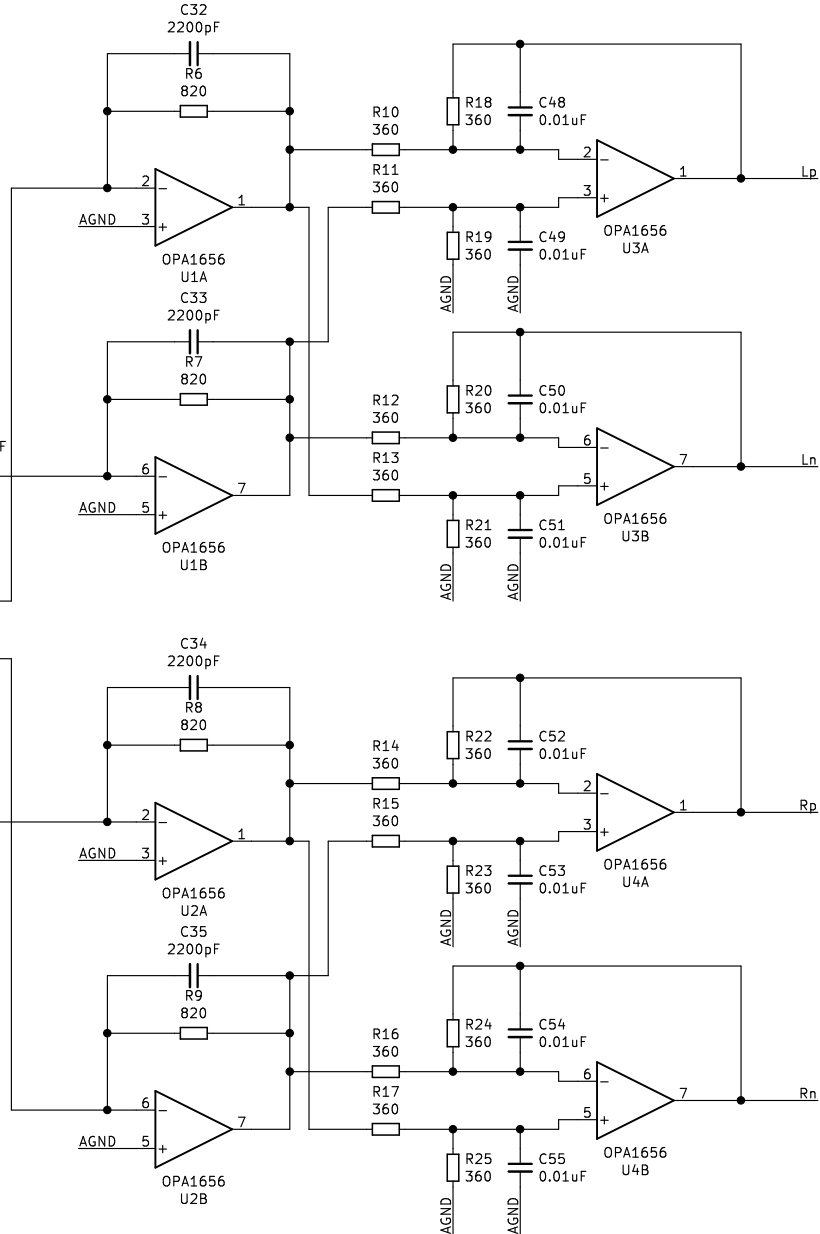 C32
2200pF
R6
820
2
1
AGND
3
OPA1656
U1A
R10
360
R11
360
R18
360
C48
0.01uF
2
1
Lp
3
OPA1656
U3A
R19
360
C49
0.01uF
AGND
AGND
C33
2200pF
R7
820
F
6
7
AGND
5
OPA1656
U1B
R12
360
R13
360
R20
360
C50
0.01uF
6
7
Ln
5
OPA1656
U3B
R21
360
C51
0.01uF
AGND
AGND
C34
2200pF
R8
820
2
1
AGND
3
OPA1656
U2A
R14
360
R15
360
R22
360
C52
0.01uF
2
1
Rp
3
OPA1656
U4A
R23
360
C53
0.01uF
AGND
AGND
C35
2200pF
R9
820
6
7
AGND
5
OPA1656
U2B
R16
360
R17
360
R24
360
C54
0.01uF
6
7
Rn
5
OPA1656
U4B
R25
360
C55
0.01uF
AGND
AGND